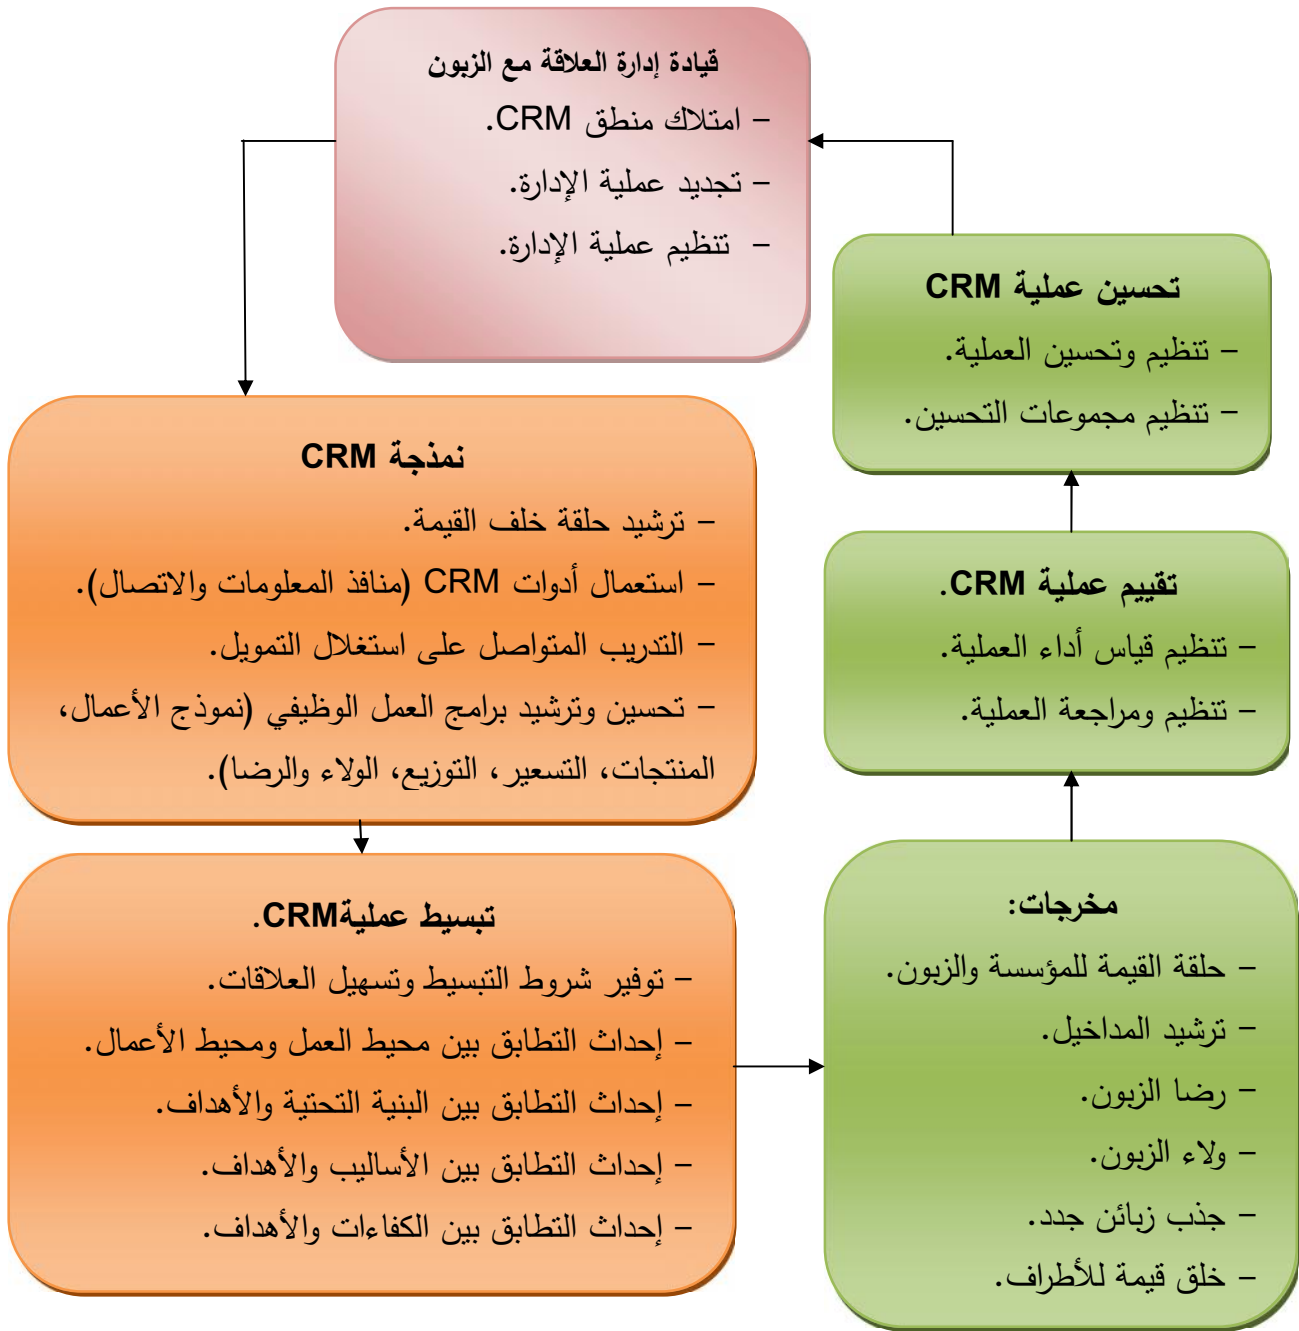 قيادة إدارة العلاقة مع الزبون
- امتلاك منطق CRM.
- تجديد عملية الإدارة.
- تنظيم عملية الإدارة.
نمذجة CRM
- ترشيد حلقة خلف القيمة.
- استعمال أدوات CRM (منافذ المعلومات والاتصال).
- التدريب المتواصل على استغلال التمويل.
- تحسين وترشيد برامج العمل الوظيفي (نموذج الأعمال،
المنتجات، التسعير، التوزيع، الولاء والرضا).
تبسيط عمليةCRM.
- توفير شروط التبسيط وتسهيل العلاقات.
- إحداث التطابق بين محيط العمل ومحيط الأعمال.
- إحداث التطابق بين البنية التحتية والأهداف.
- إحداث التطابق بين الأساليب والأهداف.
- إحداث التطابق بين الكفاءات والأهداف.
مخرجات:
- حلقة القيمة للمؤسسة والزبون.
- ترشيد المداخيل.
- رضا الزبون.
- ولاء الزبون.
- جذب زبائن جدد.
- خلق قيمة للأطراف.
تقييم عملية CRM.
- تنظيم قياس أداء العملية.
- تنظيم ومراجعة العملية.
تحسين عملية CRM
- تنظيم وتحسين العملية.
- تنظيم مجموعات التحسين.